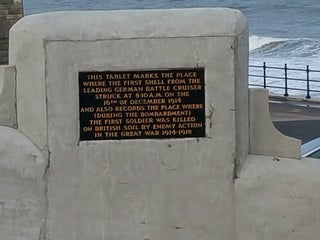 THIS TABLET MARKS THE PLACE
WHERE THE FIRST SHELL FROM THE
LEADING GERMAN BATTLE CRUISER
STRUCK AT 8·10 A.M. ON THE
16TH OF DECEMBER 1914
AND ALSO RECORDS THE PLACE WHERE
(DURING THE BOMBARDMENT)
THE FIRST SOLDIER WAS KILLED
ON BRITISH SOIL BY ENEMY ACTION
IN THE GREAT WAR 1914-1918